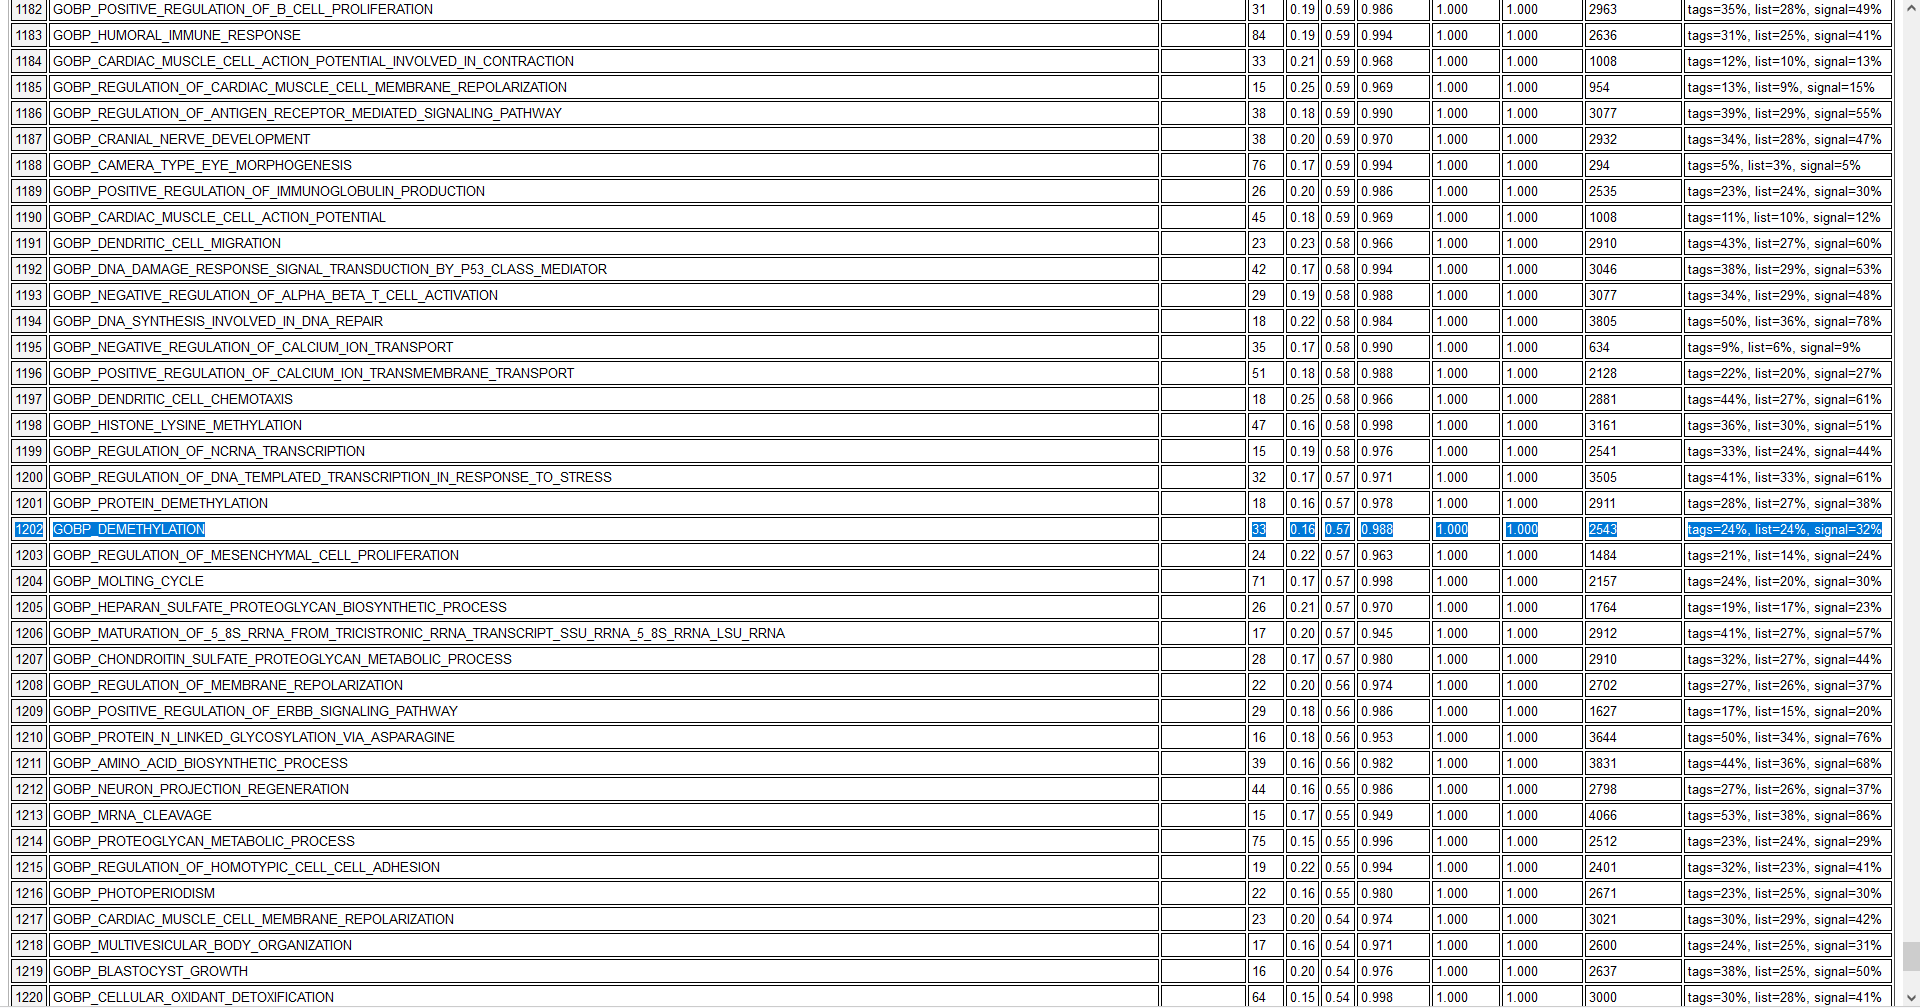 1182 GOBP_POSITIVE_REGULATION_OF_B_CELL_PROLIFERATION 31 0.19 0.59 0.986 1.000 1.000 2963 tags=35%, list=28%, signal=49%
1183 GOBP_HUMORAL_IMMUNE_RESPONSE 84 0.19 0.59 0.994 1.000 1.000 2636 tags=31%, list=25%, signal=41%
1184 GOBP_CARDIAC_MUSCLE_CELL_ACTION_POTENTIAL_INVOLVED_IN_CONTRACTION 33 0.21 0.59 0.968 1.000 1.000 1008 tags=12%, list=10%, signal=13%
1185 GOBP_REGULATION_OF_CARDIAC_MUSCLE_CELL_MEMBRANE_REPOLARIZATION 15 0.25 0.59 0.969 1.000 1.000 954 tags=13%, list=9%, signal=15%
1186 GOBP_REGULATION_OF_ANTIGEN_RECEPTOR_MEDIATED_SIGNALING_PATHWAY 38 0.18 0.59 0.990 1.000 1.000 3077 tags=39%, list=29%, signal=55%
1187 GOBP_CRANIAL_NERVE_DEVELOPMENT 38 0.20 0.59 0.970 1.000 1.000 2932 tags=34%, list=28%, signal=47%
1188 GOBP_CAMERA_TYPE_EYE_MORPHOGENESIS 76 0.17 0.59 0.994 1.000 1.000 294 tags=5%, list=3%, signal=5%
1189 GOBP_POSITIVE_REGULATION_OF_IMMUNOGLOBULIN_PRODUCTION 26 0.20 0.59 0.986 1.000 1.000 2535 tags=23%, list=24%, signal=30%
1190 GOBP_CARDIAC_MUSCLE_CELL_ACTION_POTENTIAL 45 0.18 0.59 0.969 1.000 1.000 1008 tags=11%, list=10%, signal=12%
1191 GOBP_DENDRITIC_CELL_MIGRATION 23 0.23 0.58 0.966 1.000 1.000 2910 tags=43%, list=27%, signal=60%
1192 GOBP_DNA_DAMAGE_RESPONSE_SIGNAL_TRANSDUCTION_BY_P53_CLASS_MEDIATOR 42 0.17 0.58 0.994 1.000 1.000 3046 tags=38%, list=29%, signal=53%
1193 GOBP_NEGATIVE_REGULATION_OF_ALPHA_BETA_T_CELL_ACTIVATION 29 0.19 0.58 0.988 1.000 1.000 3077 tags=34%, list=29%, signal=48%
1194 GOBP_DNA_SYNTHESIS_INVOLVED_IN_DNA_REPAIR 18 0.22 0.58 0.984 1.000 1.000 3805 tags=50%, list=36%, signal=78%
1195 GOBP_NEGATIVE_REGULATION_OF_CALCIUM_ION_TRANSPORT 35 0.17 0.58 0.990 1.000 1.000 634 tags=9%, list=6%, signal=9%
1196 GOBP_POSITIVE_REGULATION_OF_CALCIUM_ION_TRANSMEMBRANE_TRANSPORT 51 0.18 0.58 0.988 1.000 1.000 2128 tags=22%, list=20%, signal=27%
1197 GOBP_DENDRITIC_CELL_CHEMOTAXIS 18 0.25 0.58 0.966 1.000 1.000 2881 tags=44%, list=27%, signal=61%
1198 GOBP_HISTONE_LYSINE_METHYLATION 47 0.16 0.58 0.998 1.000 1.000 3161 tags=36%, list=30%, signal=51%
1199 GOBP_REGULATION_OF_NCRNA_TRANSCRIPTION 15 0.19 0.58 0.976 1.000 1.000 2541 tags=33%, list=24%, signal=44%
1200 GOBP_REGULATION_OF_DNA_TEMPLATED_TRANSCRIPTION_IN_RESPONSE_TO_STRESS 32 0.17 0.57 0.971 1.000 1.000 3505 tags=41%, list=33%, signal=61%
1201 GOBP_PROTEIN_DEMETHYLATION 18 0.16 0.57 0.978 1.000 1.000 2911 tags=28%, list=27%, signal=38%
1202 GOBP_DEMETHYLATION 33 0.16 0.57 0.988 1.000 1.000 2543 tags=24%, list=24%, signal=32%
1203 GOBP_REGULATION_OF_MESENCHYMAL_CELL_PROLIFERATION 24 0.22 0.57 0.963 1.000 1.000 1484 tags=21%, list=14%, signal=24%
1204 GOBP_MOLTING_CYCLE 71 0.17 0.57 0.998 1.000 1.000 2157 tags=24%, list=20%, signal=30%
1205 GOBP_HEPARAN_SULFATE_PROTEOGLYCAN_BIOSYNTHETIC_PROCESS 26 0.21 0.57 0.970 1.000 1.000 1764 tags=19%, list=17%, signal=23%
1206 GOBP_MATURATION_OF_5_8S_RRNA_FROM_TRICISTRONIC_RRNA_TRANSCRIPT_SSU_RRNA_5_8S_RRNA_LSU_RRNA 17 0.20 0.57 0.945 1.000 1.000 2912 tags=41%, list=27%, signal=57%
1207 GOBP_CHONDROITIN_SULFATE_PROTEOGLYCAN_METABOLIC_PROCESS 28 0.17 0.57 0.980 1.000 1.000 2910 tags=32%, list=27%, signal=44%
1208 GOBP_REGULATION_OF_MEMBRANE_REPOLARIZATION 22 0.20 0.56 0.974 1.000 1.000 2702 tags=27%, list=26%, signal=37%
1209 GOBP_POSITIVE_REGULATION_OF_ERBB_SIGNALING_PATHWAY 29 0.18 0.56 0.986 1.000 1.000 1627 tags=17%, list=15%, signal=20%
1210 GOBP_PROTEIN_N_LINKED_GLYCOSYLATION_VIA_ASPARAGINE 16 0.18 0.56 0.953 1.000 1.000 3644 tags=50%, list=34%, signal=76%
1211 GOBP_AMINO_ACID_BIOSYNTHETIC_PROCESS 39 0.16 0.56 0.982 1.000 1.000 3831 tags=44%, list=36%, signal=68%
1212 GOBP_NEURON_PROJECTION_REGENERATION 44 0.16 0.55 0.986 1.000 1.000 2798 tags=27%, list=26%, signal=37%
1213 GOBP_MRNA_CLEAVAGE 15 0.17 0.55 0.949 1.000 1.000 4066 tags=53%, list=38%, signal=86%
1214 GOBP_PROTEOGLYCAN_METABOLIC_PROCESS 75 0.15 0.55 0.996 1.000 1.000 2512 tags=23%, list=24%, signal=29%
1215 GOBP_REGULATION_OF_HOMOTYPIC_CELL_CELL_ADHESION 19 0.22 0.55 0.994 1.000 1.000 2401 tags=32%, list=23%, signal=41%
1216 GOBP_PHOTOPERIODISM 22 0.16 0.55 0.980 1.000 1.000 2671 tags=23%, list=25%, signal=30%
1217 GOBP_CARDIAC_MUSCLE_CELL_MEMBRANE_REPOLARIZATION 23 0.20 0.54 0.974 1.000 1.000 3021 tags=30%, list=29%, signal=42%
1218 GOBP_MULTIVESICULAR_BODY_ORGANIZATION 17 0.16 0.54 0.971 1.000 1.000 2600 tags=24%, list=25%, signal=31%
1219 GOBP_BLASTOCYST_GROWTH 16 0.20 0.54 0.976 1.000 1.000 2637 tags=38%, list=25%, signal=50%
1220 GOBP_CELLULAR_OXIDANT_DETOXIFICATION 64 0.15 0.54 0.998 1.000 1.000 3000 tags=30%, list=28%, signal=41%